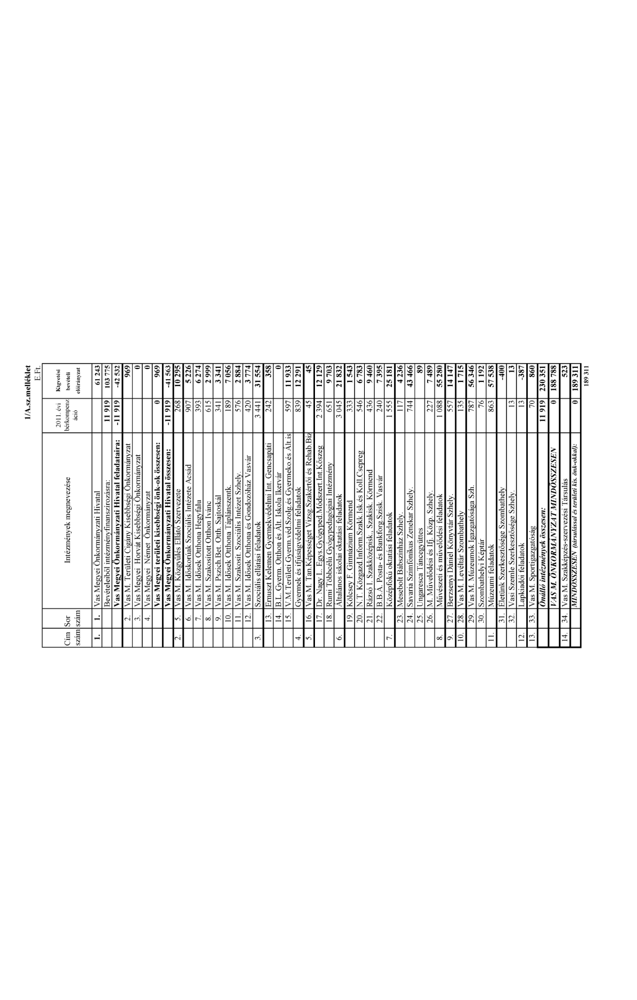 1/A.sz.melléklet
E.Ft.
Cím szám Sor szám Intézmények megnevezése 2011. évi bérkompenzáció Ktgvetési bevételi előirányzat
1. 1. Vas Megyei Önkormányzati Hivatal 61 243
Bevételeiből intézményfinanszírozásra: 11 919 103 775
Vas Megyei Önkormányzati Hivatal feladataira: -11 919 -42 532
2. Vas M. Területi Cigány Kisebbségi Önkormányzat 969
3. Vas Megyei Horvát Kisebbségi Önkormányzat 0
4. Vas Megyei Német Önkormányzat 0
Vas Megyei területi kisebbségi önk-ok összesen: 0 969
Vas Megyei Önkormányzati Hivatal összesen: -11 919 -41 563
2. 5. Vas M. Közgyűlés Ellátó Szervezete 268 10 295
6. Vas M. Időskorúak Szociális Intézete Acsád 907 5 226
7. Vas M. Idősek Otthona Hegyfalu 393 6 274
8. Vas M. Szakosított Otthon Ivánc 615 2 999
9. Vas M. Pszich.Bet. Otth. Sajtoskál 341 3 341
10. Vas M. Idősek Otthona Táplánszentk. 189 7 056
11. Vas M. Szakosít. Szociális Intézet Szhely. 576 2 884
12. Vas M. Idősek Otthona és Gondozóház Vasvár 420 3 774
3. Szociális ellátási feladatok 3 441 31 554
13. Ernuszt Kelemen Gyermekvédelmi Int. Gencsapáti 242 358
14. B.L. Gyerm. Otthon és Ált. Iskola Ikervár 0
15. V.M.Területi Gyerm.véd.Szolg.és Gyermeko.és Ált.is 597 11 933
4. Gyermek és ifjúságvédelmi feladatok 839 12 291
5. 16. Vas M. Tan.Képességet Vizsg.Szakértői és Rehab.Biz 45 45
17. Dr. Nagy L. Egys.Gyógyped.Módszert.Int.Kőszeg 2 394 12 129
18. Rumi Többcélú Gyógypedagógiai Intézmény 651 9 703
6. Általános iskolai oktatási feladatok 3 045 21 832
19. Kölcsey F. Gimnázium Körmend 333 1 543
20. N.T. Közgazd.Inform.Szakk.Isk és Koll.Csepreg 546 6 783
21. Rázsó I. Szakközépisk., Szakisk. Körmend 436 9 460
22. B.B.A. Posta- és Bankforg.Szisk. Vasvár 240 7 395
7. Középfokú oktatási feladatok 1 555 25 181
23. Mesebolt Bábszínház Szhely. 117 4 236
24. Savaria Szimfonikus Zenekar Szhely. 744 43 466
25. Ungaresca Táncegyüttes 89
26. M. Művelődési és Ifj. Közp. Szhely. 227 7 489
8. Művészeti és művelődési feladatok 1 088 55 280
9. 27. Berzsenyi Dániel Könyvtár Szhely. 557 14 147
10. 28. Vas M. Levéltár Szombathely 135 1 715
29. Vas M. Múzeumok Igazgatósága Szh. 787 56 346
30. Szombathelyi Képtár 76 1 192
11. Múzeumi feladatok 863 57 538
31. Életünk Szerkesztősége Szombathely -400
32. Vasi Szemle Szerkesztősége Szhely. 13 13
12. Lapkiadói feladatok 13 -387
13. 33. Vas M. Sportigazgatóság 70 860
Önálló intézmények összesen: 11 919 230 351
VAS M. ÖNKORMÁNYZAT MINDÖSSZESEN 0 188 788
14. 34. Vas M. Szakképzés-szervezési Társulás 523
MINDÖSSZESEN (társulással és területi kis. önk-okkal): 0 189 311
189 311